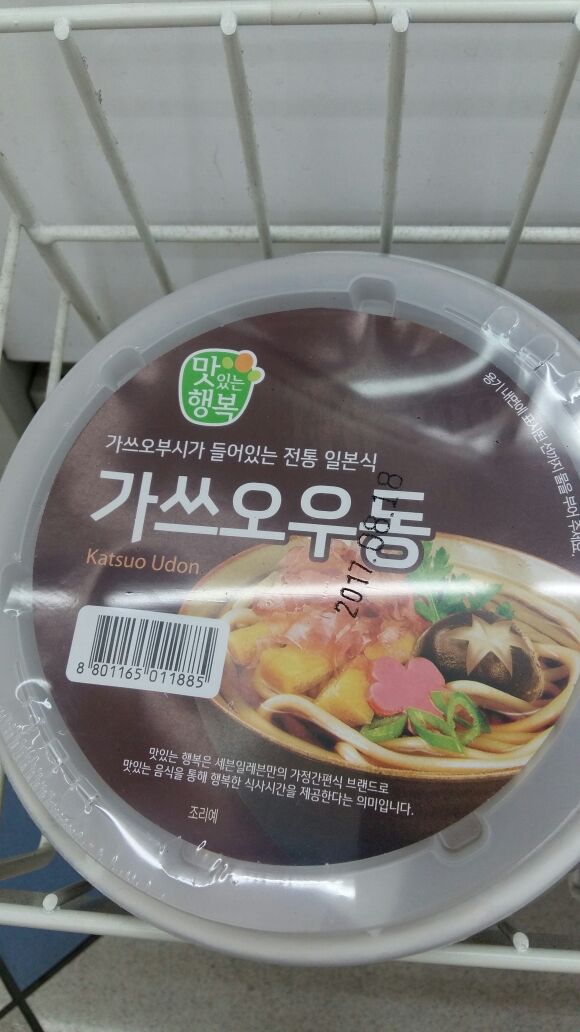 맛있는
행복
가쓰오부시가 들어있는 전통 일본식
가쓰오우동
Katsuo Udon
2017.08.18
8 801165 011885
맛있는 행복은 세븐일레븐만의 가정간편식 브랜드로
맛있는 음식을 통해 행복한 식사시간을 제공한다는 의미입니다.
조리예
용기 내면에 표시된 선까지 물을 부어 주세요.